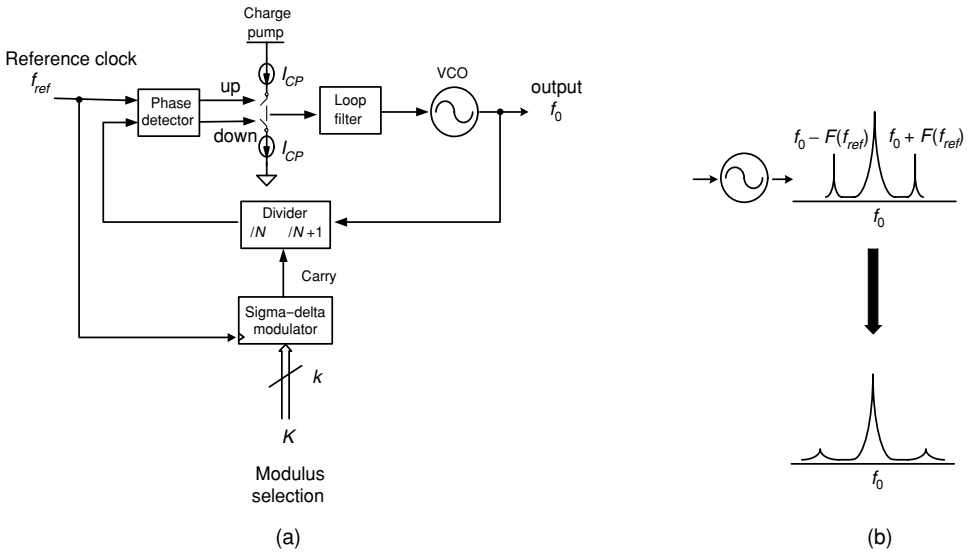 Charge
pump
Reference clock
f_ref
I_CP
up
Phase
detector
down
I_CP
Loop
filter
VCO
output
f_0
Divider
/N /N+1
Carry
Sigma−delta
modulator
k
K
Modulus
selection
(a)
f_0 − F(f_ref)
f_0 + F(f_ref)
f_0
f_0
(b)